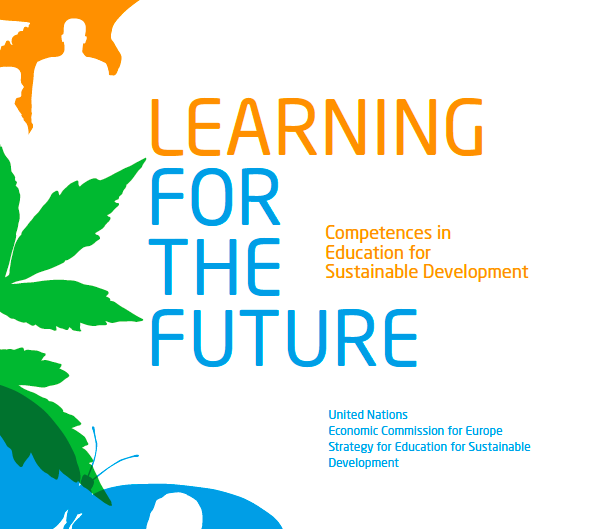 LEARNING
FOR
THE
FUTURE
Competences in
Education for
Sustainable Development
United Nations
Economic Commission for Europe
Strategy for Education for Sustainable
Development